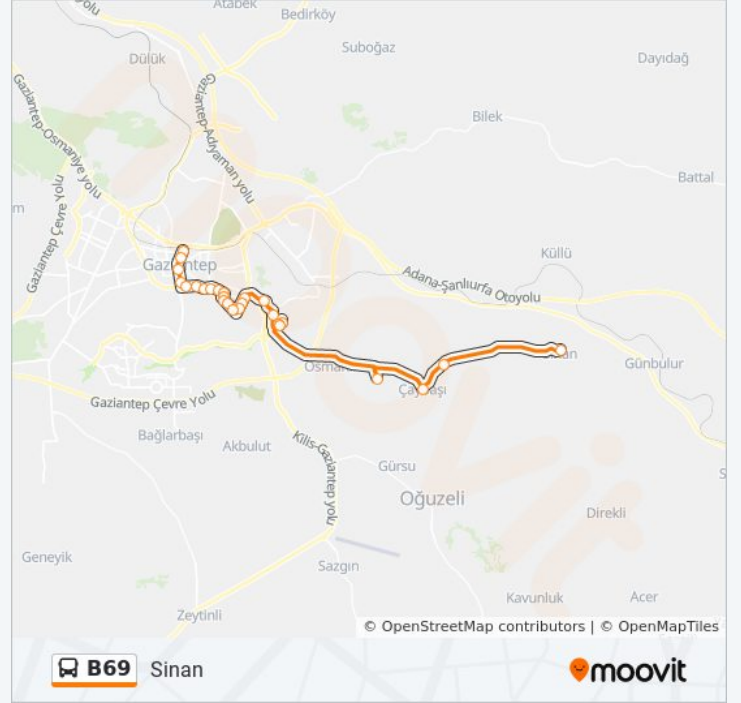 yolu
Atabek
Bedirköy
Suboğaz
Dülük
Dayıdağ
Gaziantep-Osmaniye yolu
Gaziantep-Adıyaman yolu
Bilek
Battal
Gaziantep Çevre Yolu
Küllü
Gaziantep
Adana-Şanlıurfa Otoyolu
Günbulur
Gaziantep Çevre Yolu
Bağlarbaşı
Akbulut
Kilis-Gaziantep yolu
Gürsu
Oğuzeli
Direkli
Geneyik
Sazgın
Kavunluk
Acer
Zeytinli
© OpenStreetMap contributors | © OpenMapTiles
B69 Sinan
moovit